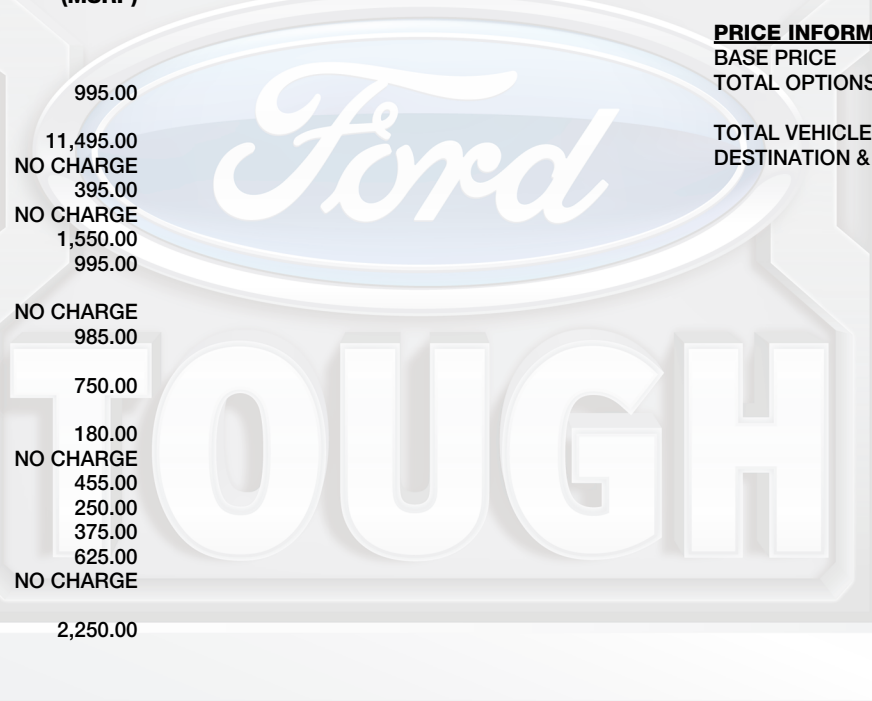 (MSRP)
995.00
11,495.00
NO CHARGE
395.00
NO CHARGE
1,550.00
995.00
NO CHARGE
985.00
750.00
180.00
NO CHARGE
455.00
250.00
375.00
625.00
NO CHARGE
2,250.00
PRICE INFORM
BASE PRICE
TOTAL OPTIONS
TOTAL VEHICLE
DESTINATION &
Ford
TOUGH